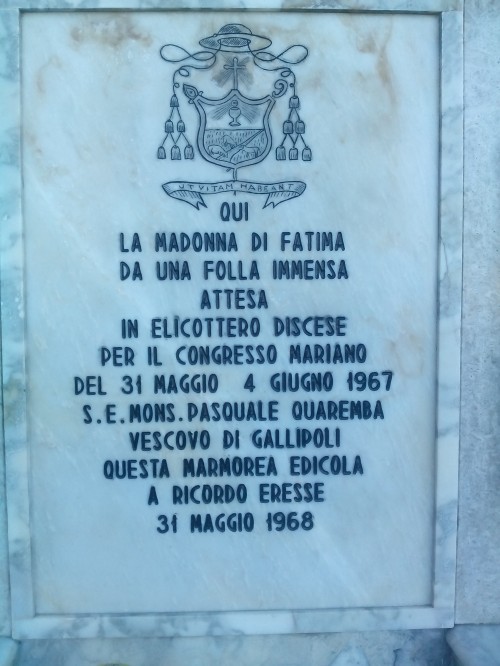 UT VITAM HABEANT
QUI
LA MADONNA DI FATIMA
DA UNA FOLLA IMMENSA
ATTESA
IN ELICOTTERO DISCESE
PER IL CONGRESSO MARIANO
DEL 31 MAGGIO 4 GIUGNO 1967
S.E.MONS.PASQUALE QUAREMBA
VESCOVO DI GALLIPOLI
QUESTA MARMOREA EDICOLA
A RICORDO ERESSE
31 MAGGIO 1968